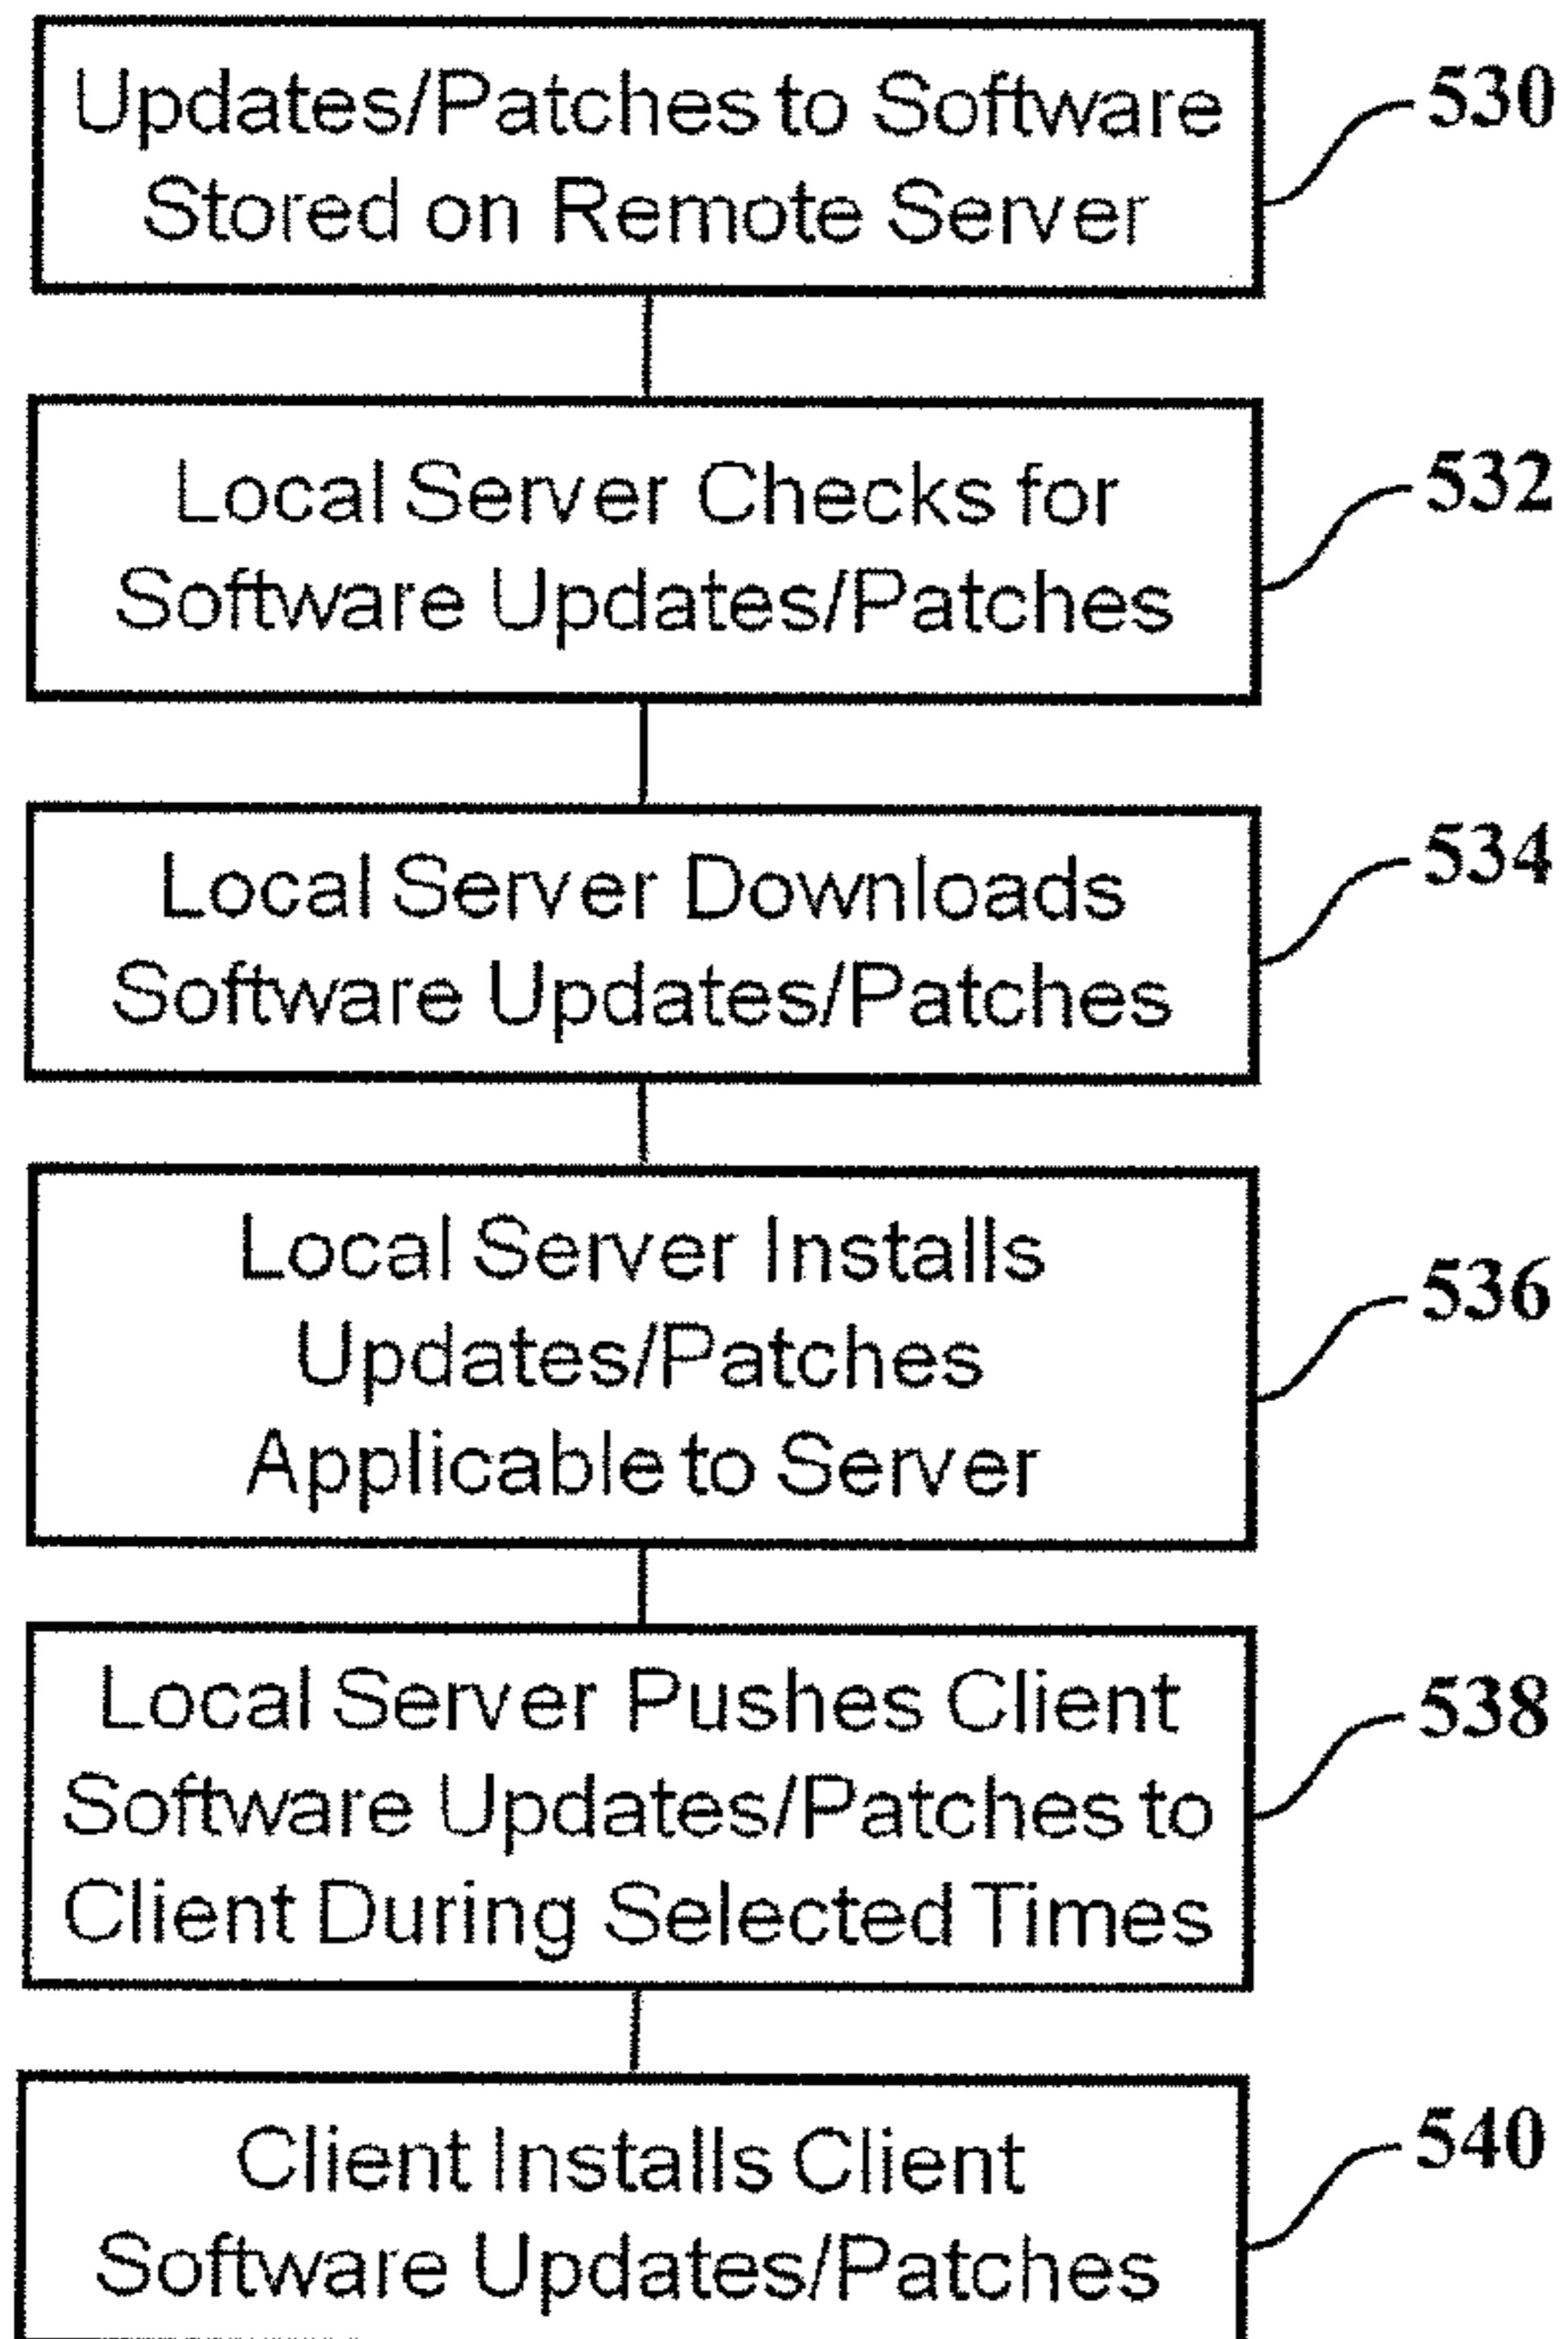 Updates/Patches to Software
Stored on Remote Server
530
Local Server Checks for
Software Updates/Patches
532
Local Server Downloads
Software Updates/Patches
534
Local Server Installs
Updates/Patches
Applicable to Server
536
Local Server Pushes Client
Software Updates/Patches to
Client During Selected Times
538
Client Installs Client
Software Updates/Patches
540